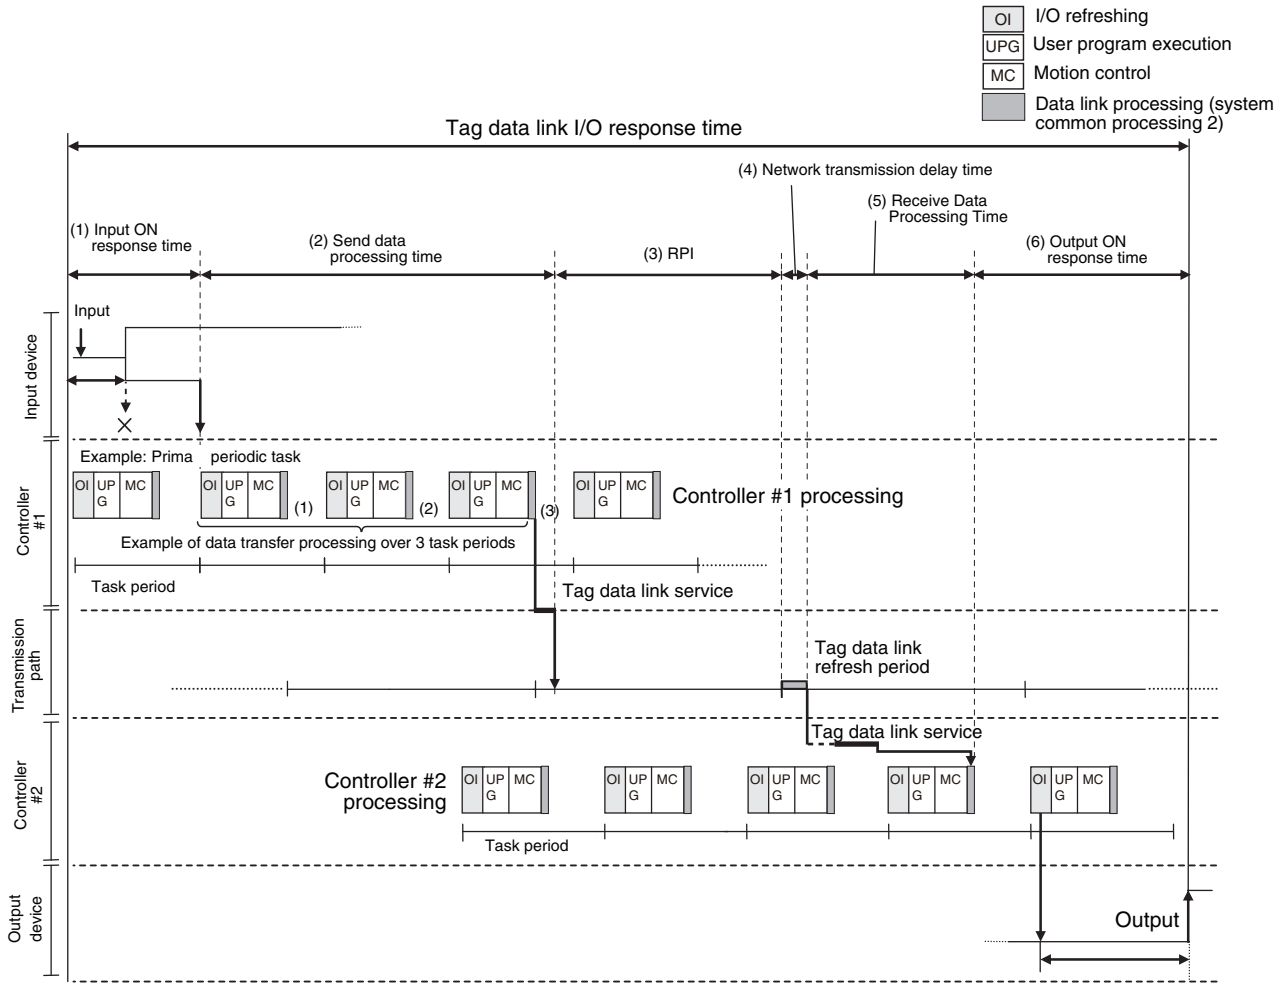 OI
I/O refreshing
UPG
User program execution
MC
Motion control
Data link processing (system
common processing 2)
Tag data link I/O response time
(4) Network transmission delay time
(5) Receive Data
Processing Time
(1) Input ON
response time
(2) Send data
processing time
(3) RPI
(6) Output ON
response time
Input device
Input
Controller
#1
Example: Prima periodic task
OI UP G MC
OI UP G MC (1)
OI UP G MC (2)
OI UP G MC (3)
OI UP G MC
Controller #1 processing
Example of data transfer processing over 3 task periods
Task period
Tag data link service
Transmission
path
Tag data link
refresh period
Tag data link service
Controller
#2
Controller #2
processing
OI UP G MC
OI UP G MC
OI UP G MC
OI UP G MC
OI UP G MC
Task period
Output
device
Output